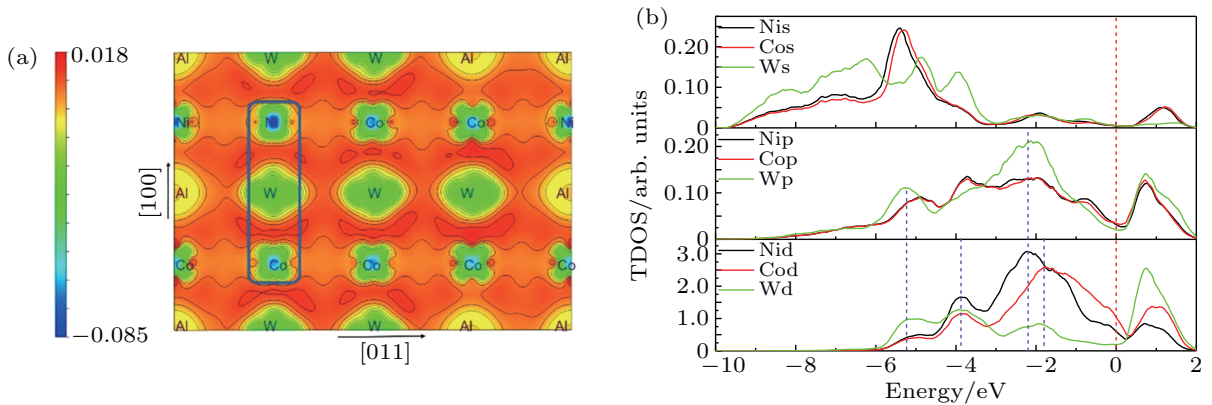 (a)
0.018
−0.085
Al W W Al Al
Ni Ni Co Co Ni
Al W W W Al
Co Co Co Co Co
Al W W Al Al
[100]
[011]
(b)
Nis
Cos
Ws
0.20
0.10
0
Nip
Cop
Wp
0.20
0.10
0
Nid
Cod
Wd
3.0
2.0
1.0
0
TDOS/arb. units
−10 −8 −6 −4 −2 0 2
Energy/eV